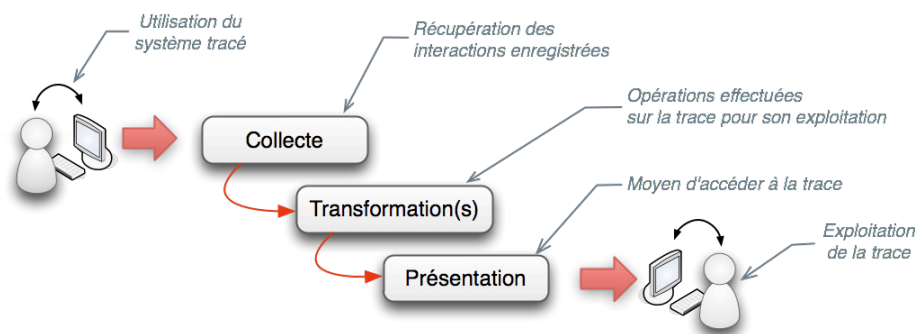 Utilisation du
système tracé
Récupération des
interactions enregistrées
Collecte
Opérations effectuées
sur la trace pour son exploitation
Transformation(s)
Moyen d'accéder à la trace
Présentation
Exploitation
de la trace